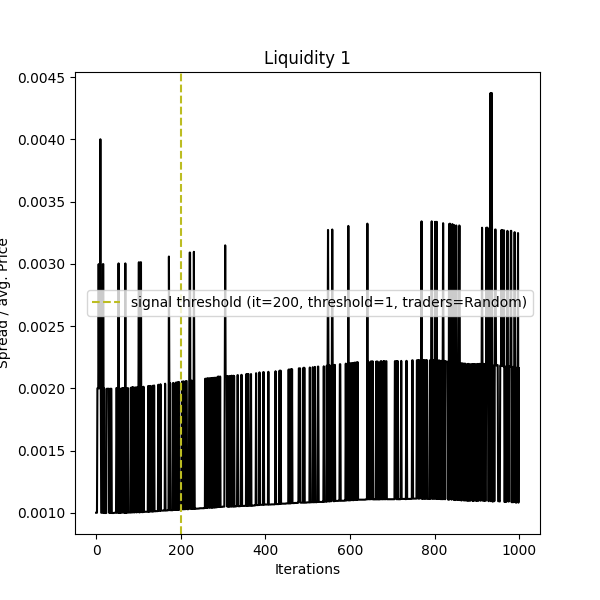 Liquidity 1
0.0045
0.0040
0.0035
0.0030
0.0025
0.0020
0.0015
0.0010
Spread / avg. Price
signal threshold (it=200, threshold=1, traders=Random)
0 200 400 600 800 1000
Iterations